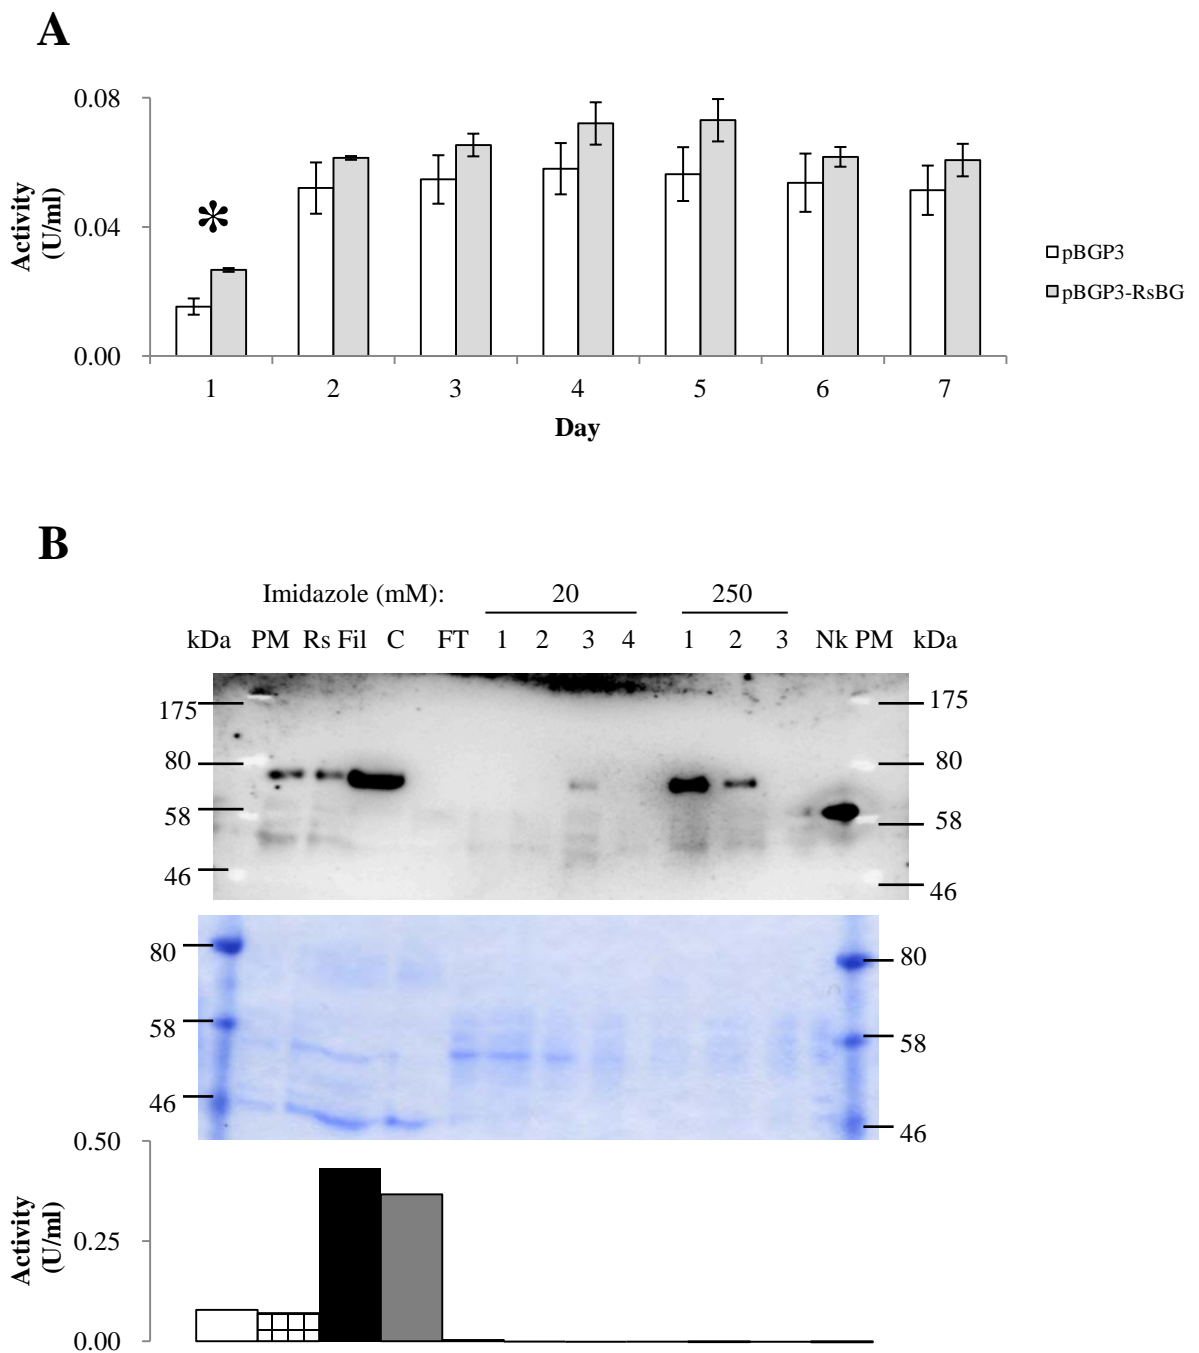 A
0.08
0.04
0.00
Activity
(U/ml)
*
1 2 3 4 5 6 7
Day
pBGP3
pBGP3-RsBG
B
Imidazole (mM): 20 250
kDa PM Rs Fil C FT 1 2 3 4 1 2 3 Nk PM kDa
175 175
80 80
58 58
46 46
80 80
58 58
46 46
0.50
0.25
0.00
Activity
(U/ml)